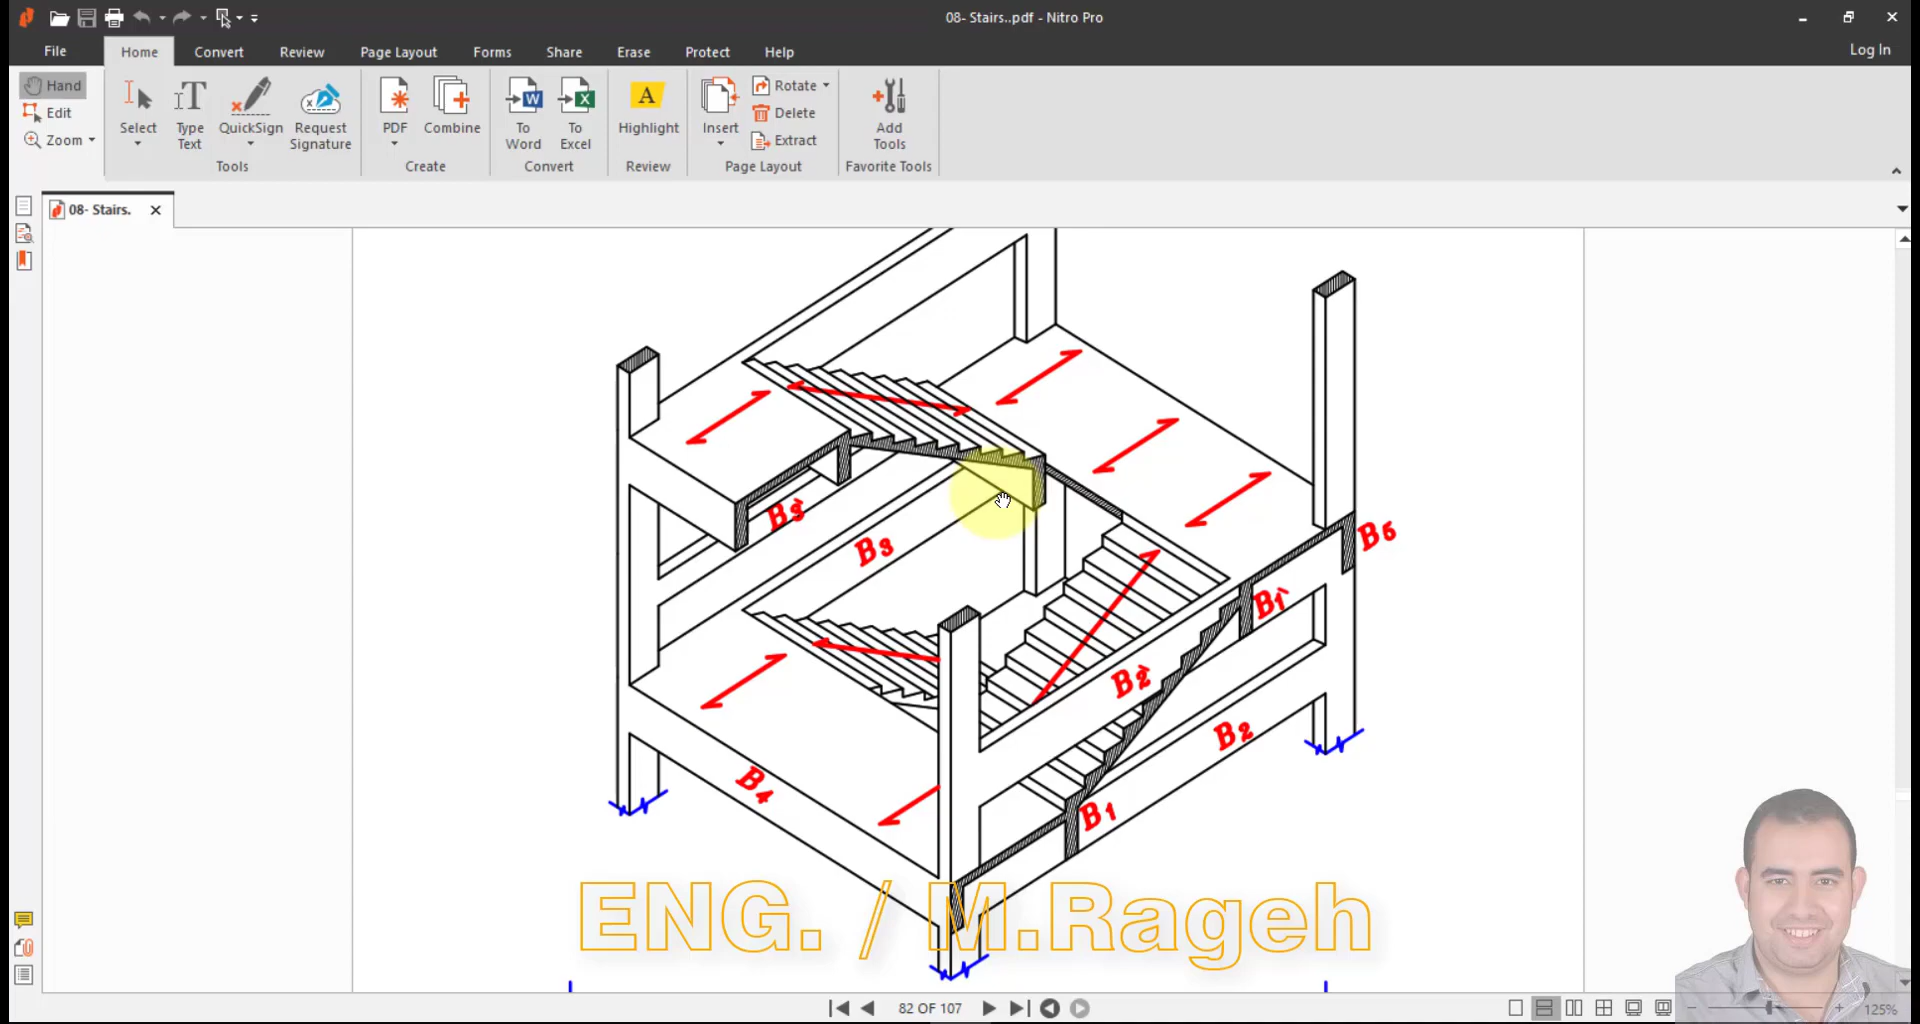 08- Stairs..pdf - Nitro Pro
File Home Convert Review Page Layout Forms Share Erase Protect Help Log In
Hand
Edit
Zoom
Select
Type Text
QuickSign
Request Signature
Tools
PDF
Combine
Create
To Word
To Excel
Convert
A
Highlight
Review
Insert
Rotate
Delete
Extract
Page Layout
Add Tools
Favorite Tools
08- Stairs.
B3`
B3
B5
B1`
B2`
B2
B4
B1
ENG. / M.Rageh
82 OF 107
125%